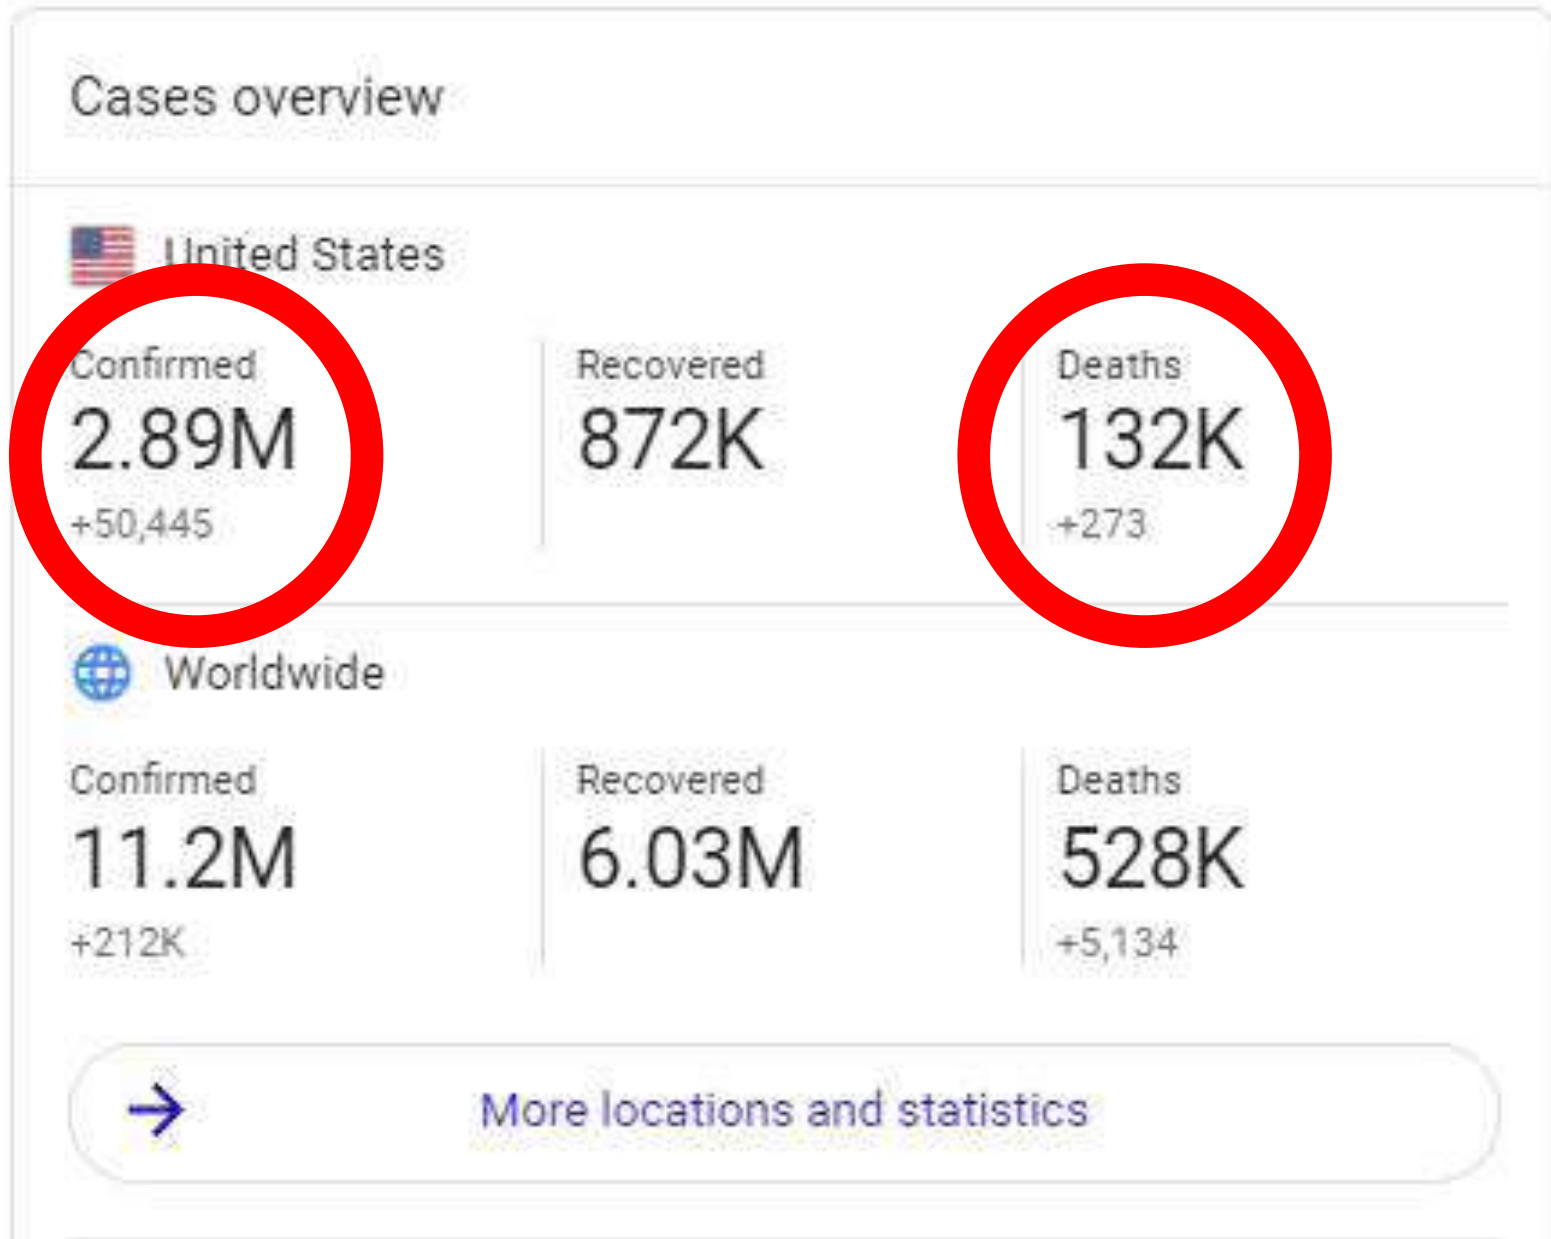 Cases overview
United States
Confirmed Recovered Deaths
2.89M 872K 132K
+50,445 +273
Worldwide
Confirmed Recovered Deaths
11.2M 6.03M 528K
+212K +5,134
More locations and statistics